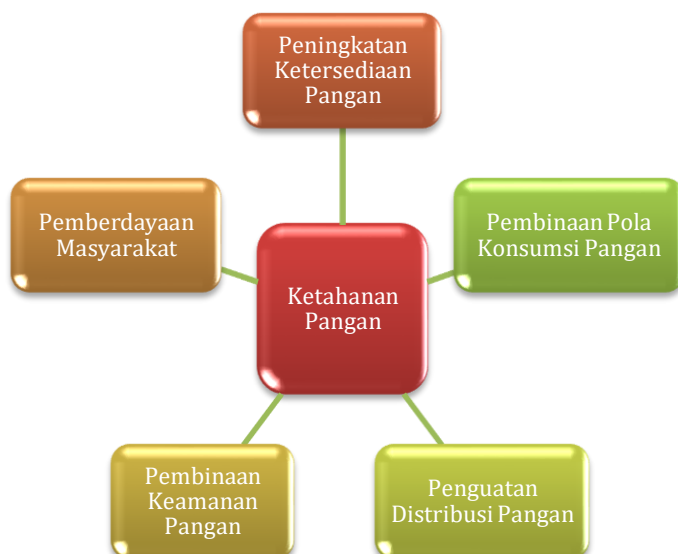 Peningkatan
Ketersediaan
Pangan
Pemberdayaan
Masyarakat
Pembinaan Pola
Konsumsi Pangan
Ketahanan
Pangan
Pembinaan
Keamanan
Pangan
Penguatan
Distribusi Pangan